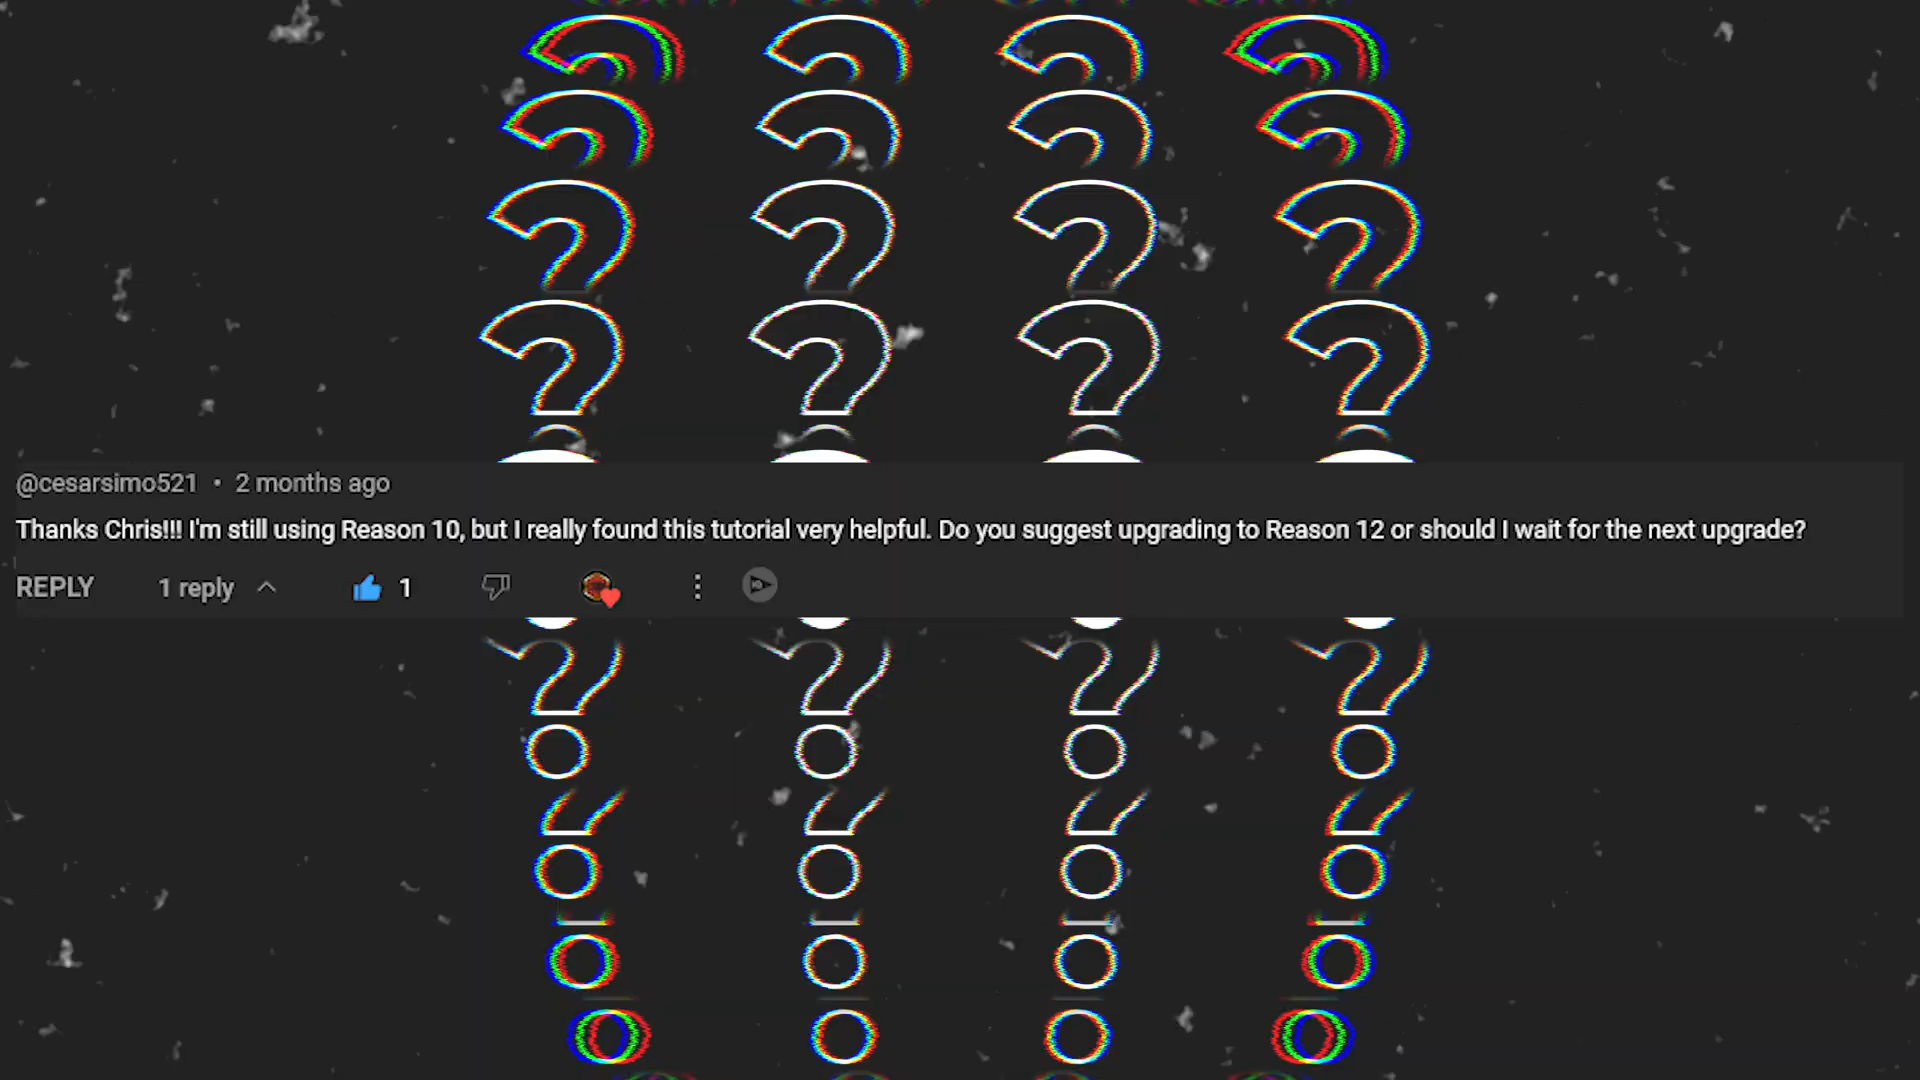 @cesarsimo521 • 2 months ago
Thanks Chris!!! I'm still using Reason 10, but I really found this tutorial very helpful. Do you suggest upgrading to Reason 12 or should I wait for the next upgrade?
REPLY 1 reply 1
? ? ? ?
? ? ? ?
? ? ? ?
? ? ? ?